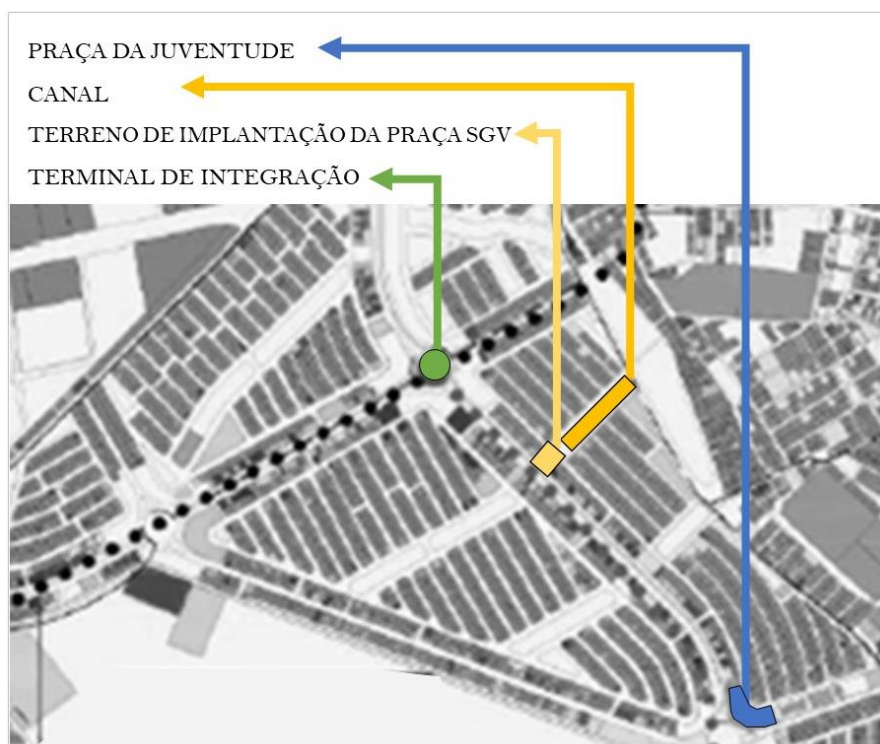 PRAÇA DA JUVENTUDE
CANAL
TERRENO DE IMPLANTAÇÃO DA PRAÇA SGV
TERMINAL DE INTEGRAÇÃO